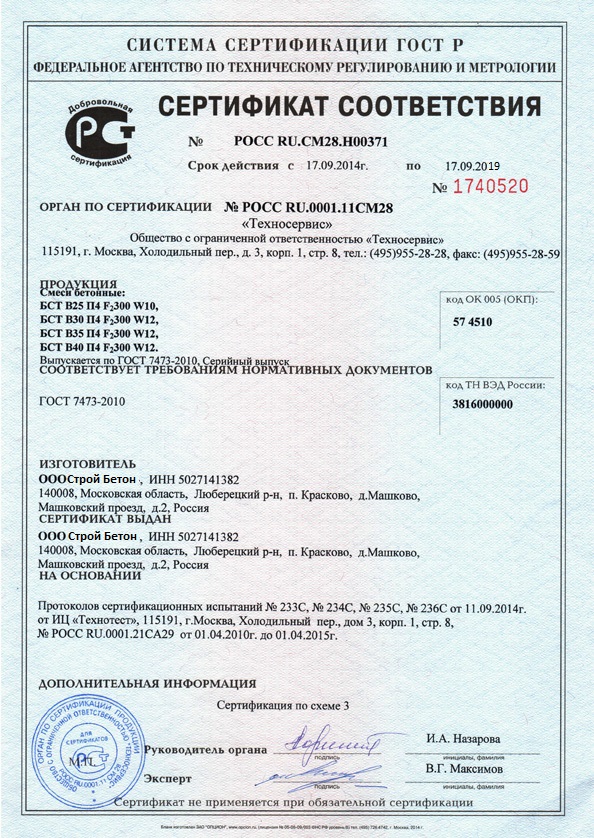 СИСТЕМА СЕРТИФИКАЦИИ ГОСТ Р
ФЕДЕРАЛЬНОЕ АГЕНТСТВО ПО ТЕХНИЧЕСКОМУ РЕГУЛИРОВАНИЮ И МЕТРОЛОГИИ
Добровольная
сертификация
СЕРТИФИКАТ СООТВЕТСТВИЯ
№ РОСС RU.СМ28.Н00371
Срок действия с 17.09.2014г. по 17.09.2019
№ 1740520
ОРГАН ПО СЕРТИФИКАЦИИ № РОСС RU.0001.11СМ28
«Техносервис»
Общество с ограниченной ответственностью «Техносервис»
115191, г. Москва, Холодильный пер., д. 3, корп. 1, стр. 8, тел.: (495)955-28-28, факс: (495)955-28-59
ПРОДУКЦИЯ
Смеси бетонные:
БСТ В25 П4 F₂300 W10,
БСТ В30 П4 F₂300 W12,
БСТ В35 П4 F₂300 W12,
БСТ В40 П4 F₂300 W12.
Выпускается по ГОСТ 7473-2010, Серийный выпуск
код ОК 005 (ОКП):
57 4510
СООТВЕТСТВУЕТ ТРЕБОВАНИЯМ НОРМАТИВНЫХ ДОКУМЕНТОВ
ГОСТ 7473-2010
код ТН ВЭД России:
3816000000
ИЗГОТОВИТЕЛЬ
ООО Строй Бетон , ИНН 5027141382
140008, Московская область, Люберецкий р-н, п. Красково, д.Машково,
Машковский проезд, д.2, Россия
СЕРТИФИКАТ ВЫДАН
ООО Строй Бетон , ИНН 5027141382
140008, Московская область, Люберецкий р-н, п. Красково, д.Машково,
Машковский проезд, д.2, Россия
НА ОСНОВАНИИ
Протоколов сертификационных испытаний № 233С, № 234С, № 235С, № 236С от 11.09.2014г.
от ИЦ «Технотест», 115191, г.Москва, Холодильный пер., дом 3, корп. 1, стр. 8,
№ РОСС RU.0001.21СА29 от 01.04.2010г. до 01.04.2015г.
ДОПОЛНИТЕЛЬНАЯ ИНФОРМАЦИЯ
Сертификация по схеме 3
ОРГАН ПО СЕРТИФИКАЦИИ ПРОДУКЦИИ
ДЛЯ
СЕРТИФИКАТОВ
М.П.
Руководитель органа
подпись
И.А. Назарова
инициалы, фамилия
Эксперт
подпись
В.Г. Максимов
инициалы, фамилия
Сертификат не применяется при обязательной сертификации